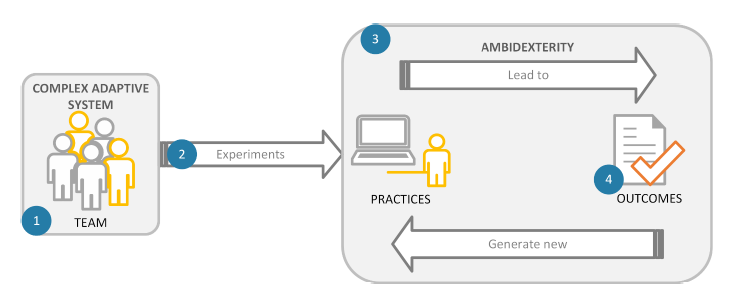 COMPLEX ADAPTIVE
SYSTEM
TEAM
1
2
Experiments
3
AMBIDEXTERITY
Lead to
PRACTICES
4
OUTCOMES
Generate new